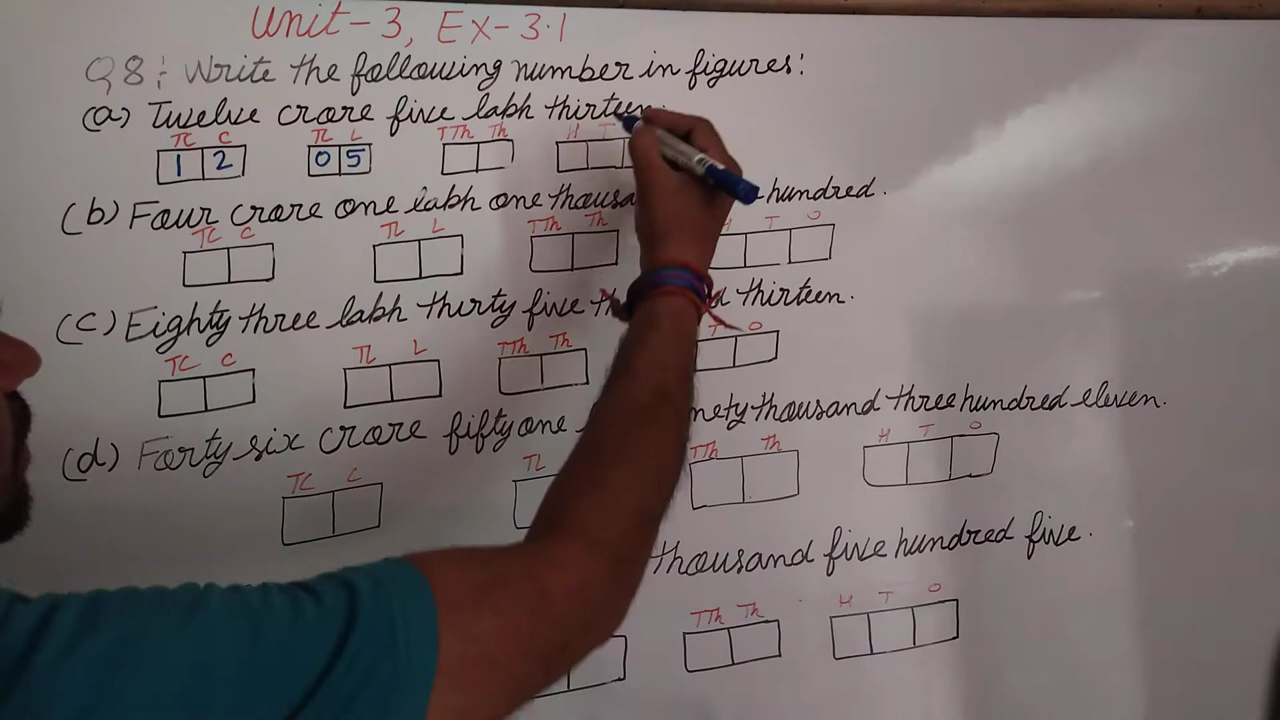 Unit-3, Ex-3.1
Q8: Write the following number in figures:
(a) Twelve crore five lakh thirteen.
TC C TL L TTh Th H T
1 2 0 5
(b) Four crore one lakh one thousa hundred.
TC C TL L TTh Th H T O
(c) Eighty three lakh thirty five th d thirteen.
TC C TL L TTh Th T O
(d) Forty six crore fifty one nety thousand three hundred eleven.
TC C TL TTh Th H T O
thousand five hundred five.
TTh Th H T O